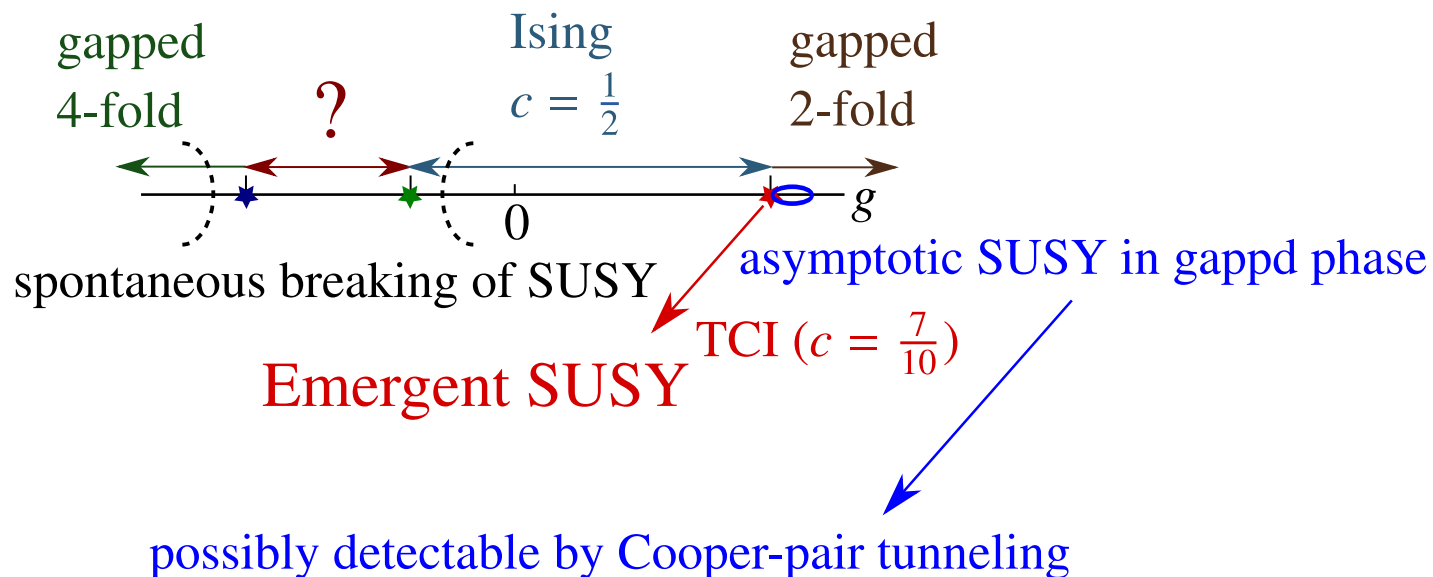 gapped
4-fold
?
Ising
c = 1/2
gapped
2-fold
0
g
spontaneous breaking of SUSY
asymptotic SUSY in gappd phase
TCI (c = 7/10)
Emergent SUSY
possibly detectable by Cooper-pair tunneling